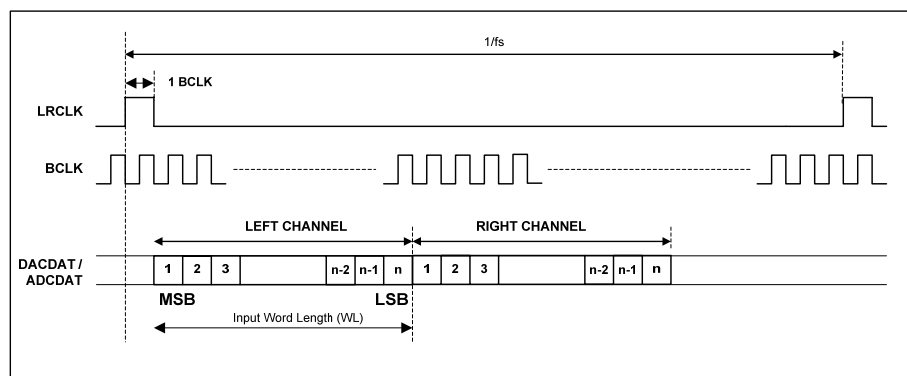 1/fs
1 BCLK
LRCLK
BCLK
LEFT CHANNEL RIGHT CHANNEL
DACDAT /
ADCDAT
1 2 3 n-2 n-1 n 1 2 3 n-2 n-1 n
MSB LSB
Input Word Length (WL)